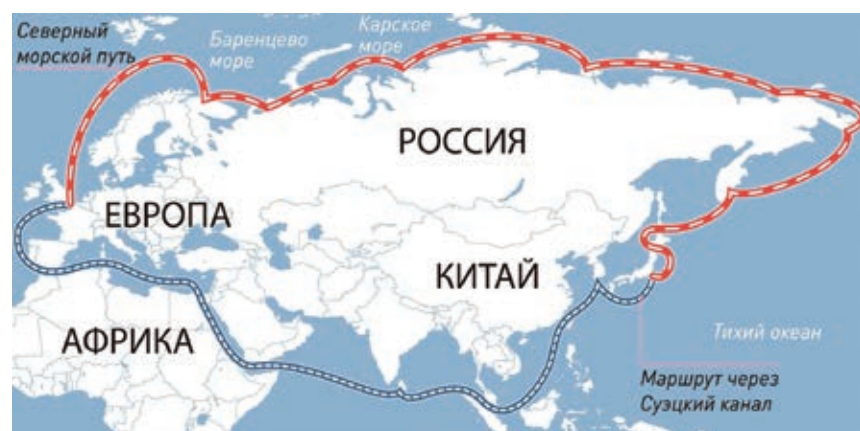 Северный
морской путь
Баренцево
море
Карское
море
РОССИЯ
ЕВРОПА
КИТАЙ
АФРИКА
Тихий океан
Маршрут через
Суэцкий канал